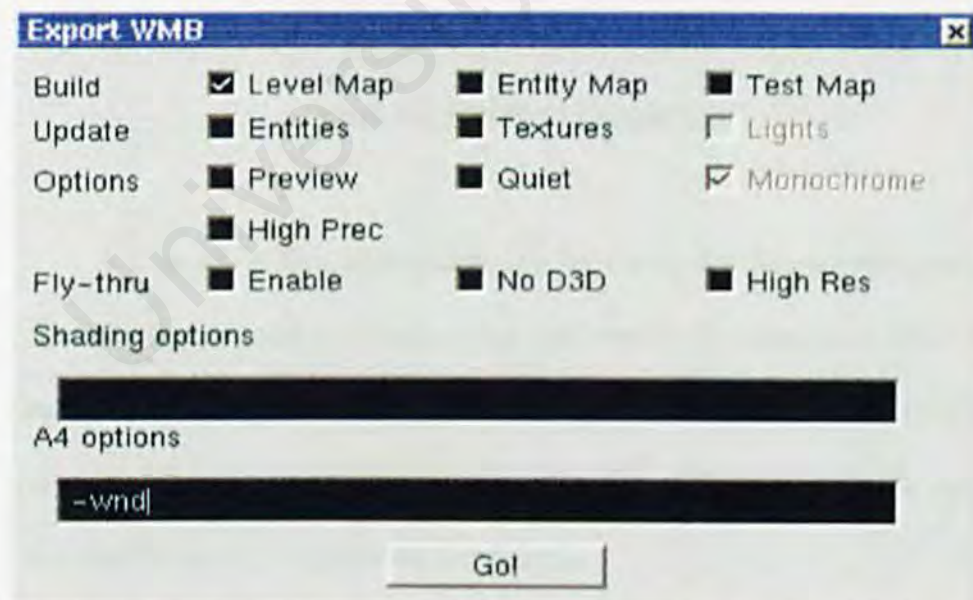 Export WMB
Build Level Map Entity Map Test Map
Update Entities Textures Lights
Options Preview Quiet Monochrome
High Prec
Fly-thru Enable No D3D High Res
Shading options
A4 options
-wnd
Go!
Universi